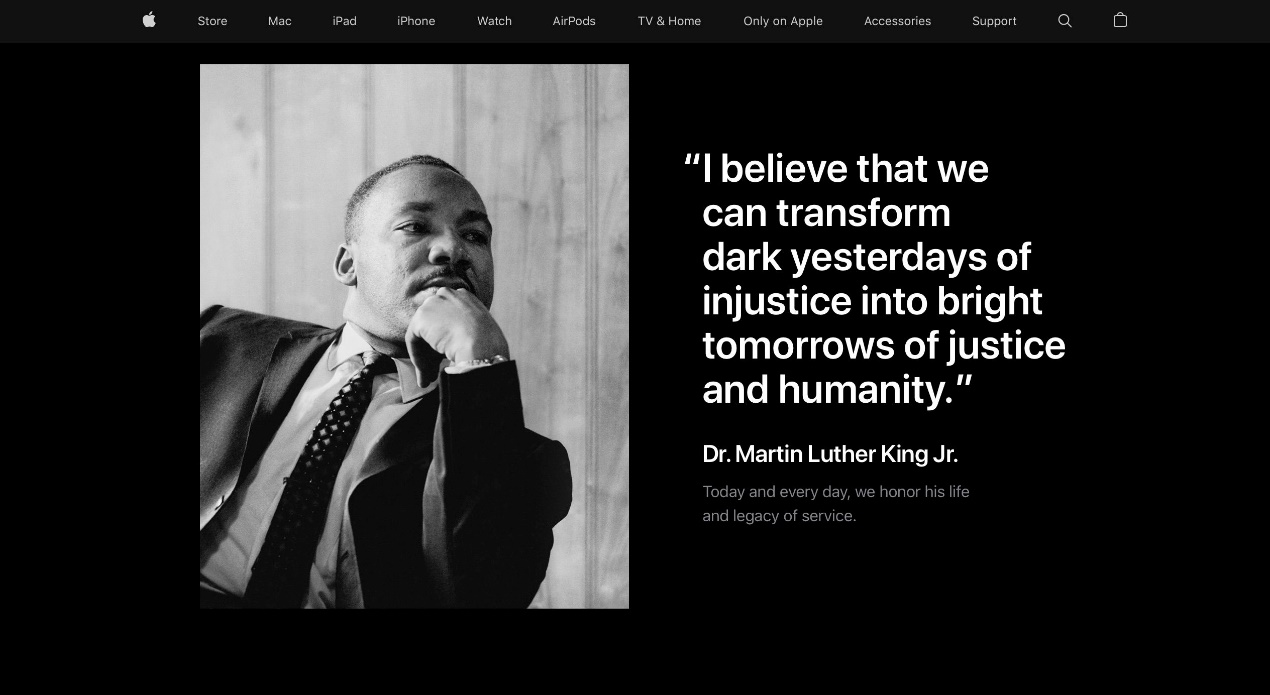 Store Mac iPad iPhone Watch AirPods TV & Home Only on Apple Accessories Support
“I believe that we
can transform
dark yesterdays of
injustice into bright
tomorrows of justice
and humanity.”
Dr. Martin Luther King Jr.
Today and every day, we honor his life
and legacy of service.